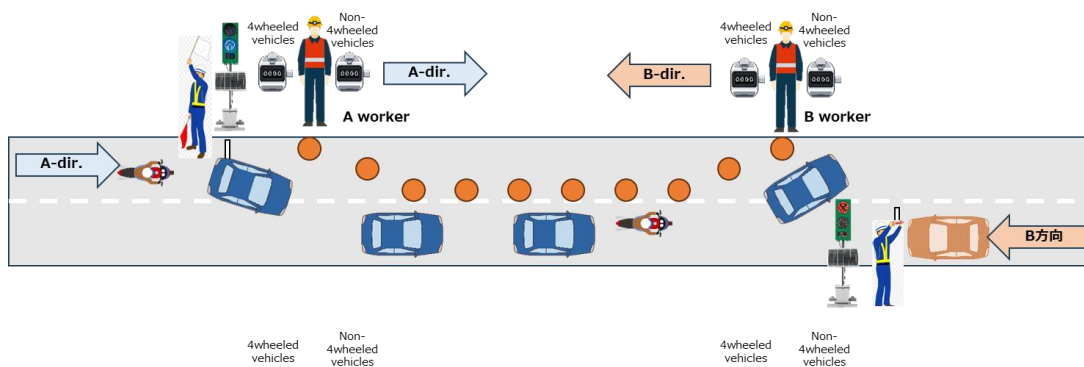 4wheeled
vehicles
Non-
4wheeled
vehicles
4wheeled
vehicles
Non-
4wheeled
vehicles
A-dir.
B-dir.
A worker
B worker
A-dir.
B方向
4wheeled
vehicles
Non-
4wheeled
vehicles
4wheeled
vehicles
Non-
4wheeled
vehicles